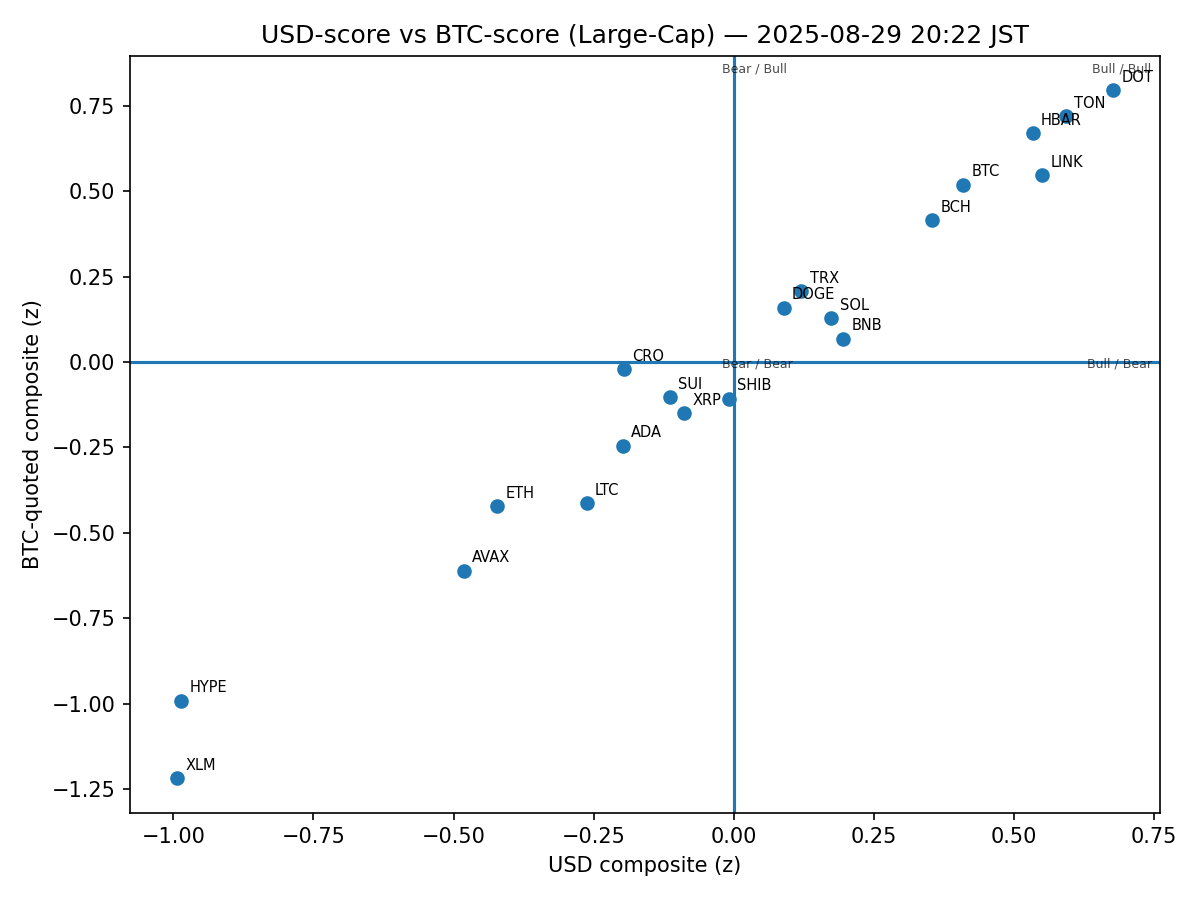 USD-score vs BTC-score (Large-Cap) — 2025-08-29 20:22 JST
Bear / Bull
Bull / Bull
DOT
TON
HBAR
LINK
BTC
BCH
TRX
DOGE
SOL
BNB
CRO
Bear / Bear
Bull / Bear
SUI
SHIB
XRP
ADA
LTC
ETH
AVAX
HYPE
XLM
0.75
0.50
0.25
0.00
−0.25
−0.50
−0.75
−1.00
−1.25
BTC-quoted composite (z)
−1.00
−0.75
−0.50
−0.25
0.00
0.25
0.50
0.75
USD composite (z)